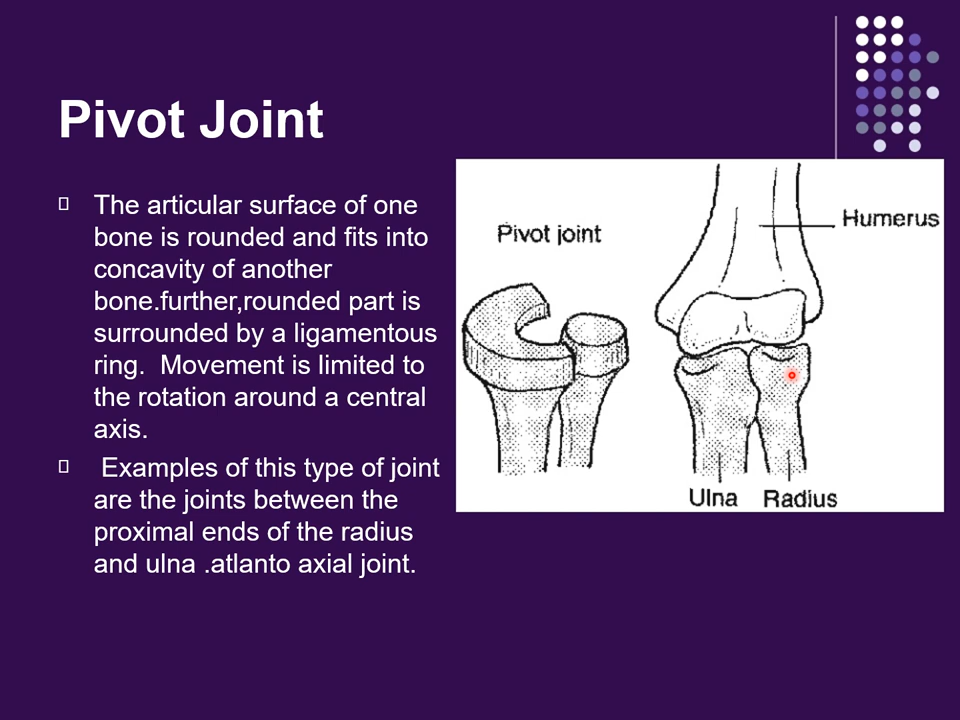 Pivot Joint
The articular surface of one
bone is rounded and fits into
concavity of another
bone.further,rounded part is
surrounded by a ligamentous
ring.  Movement is limited to
the rotation around a central
axis.
Examples of this type of joint
are the joints between the
proximal ends of the radius
and ulna .atlanto axial joint.
Pivot joint
Humerus
Ulna
Radius